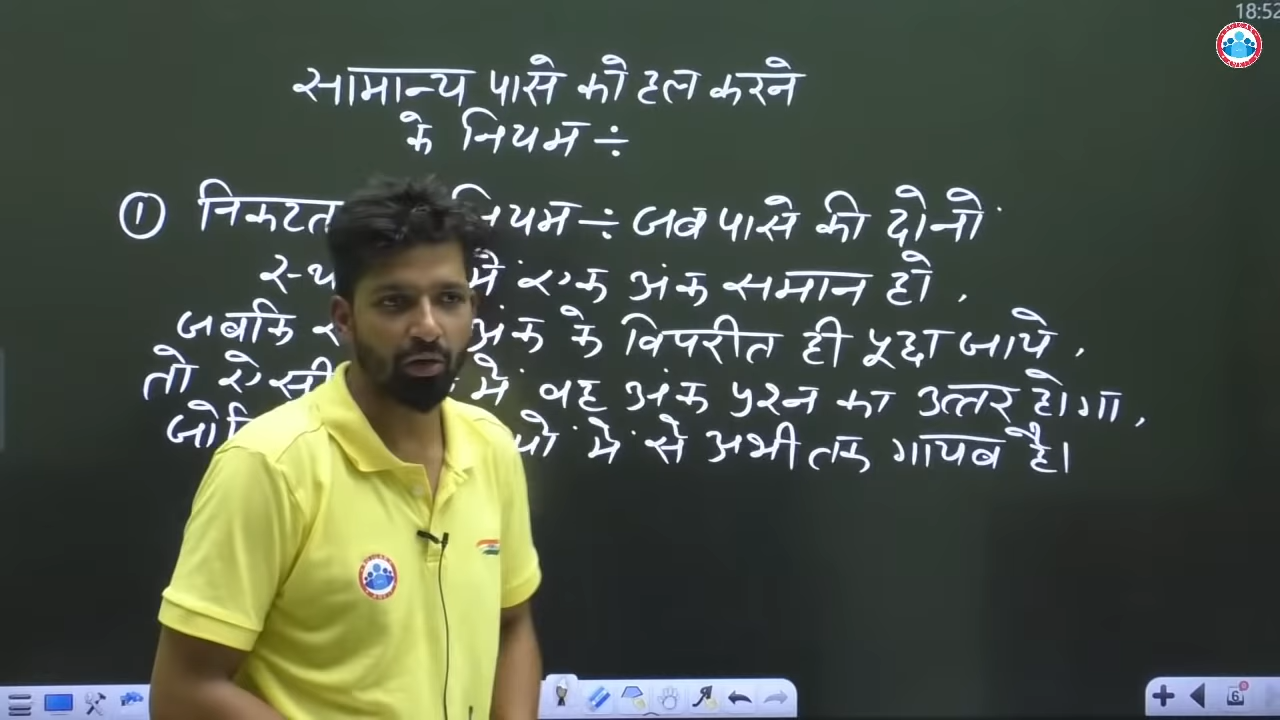 18:52
सामान्य पासे को हल करने
के नियम ÷
① निकटत नियम ÷ जब पासे की दोनों
में एक अंक समान हो ,
जबकि अंक के विपरीत ही पूछा जाये ,
तो ऐसी में वह अंक प्रश्न का उत्तर होगा ,
में से अभी तक गायब है।